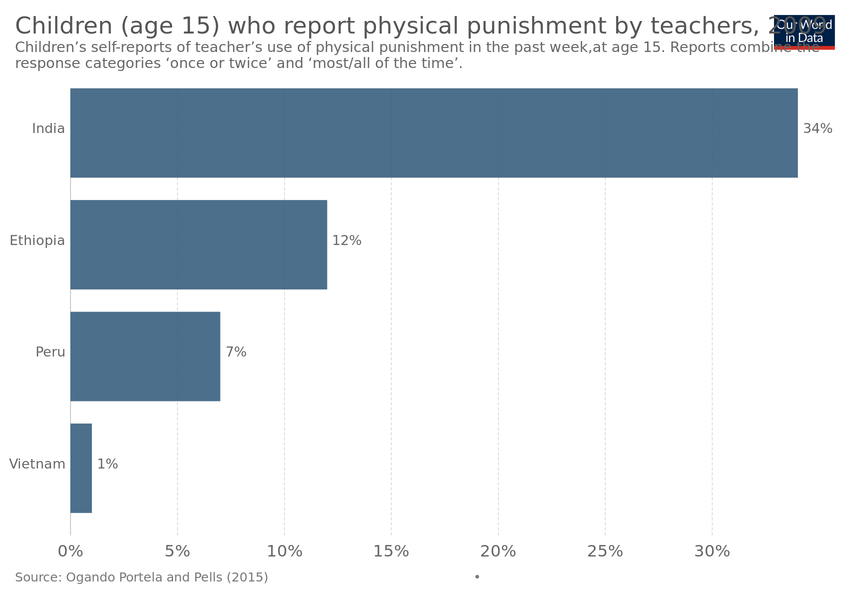 Children (age 15) who report physical punishment by teachers, 2009
Our World
in Data
Children’s self-reports of teacher’s use of physical punishment in the past week,at age 15. Reports combine the
response categories ‘once or twice’ and ‘most/all of the time’.
India
34%
Ethiopia
12%
Peru
7%
Vietnam
1%
0%
5%
10%
15%
20%
25%
30%
Source: Ogando Portela and Pells (2015)
•